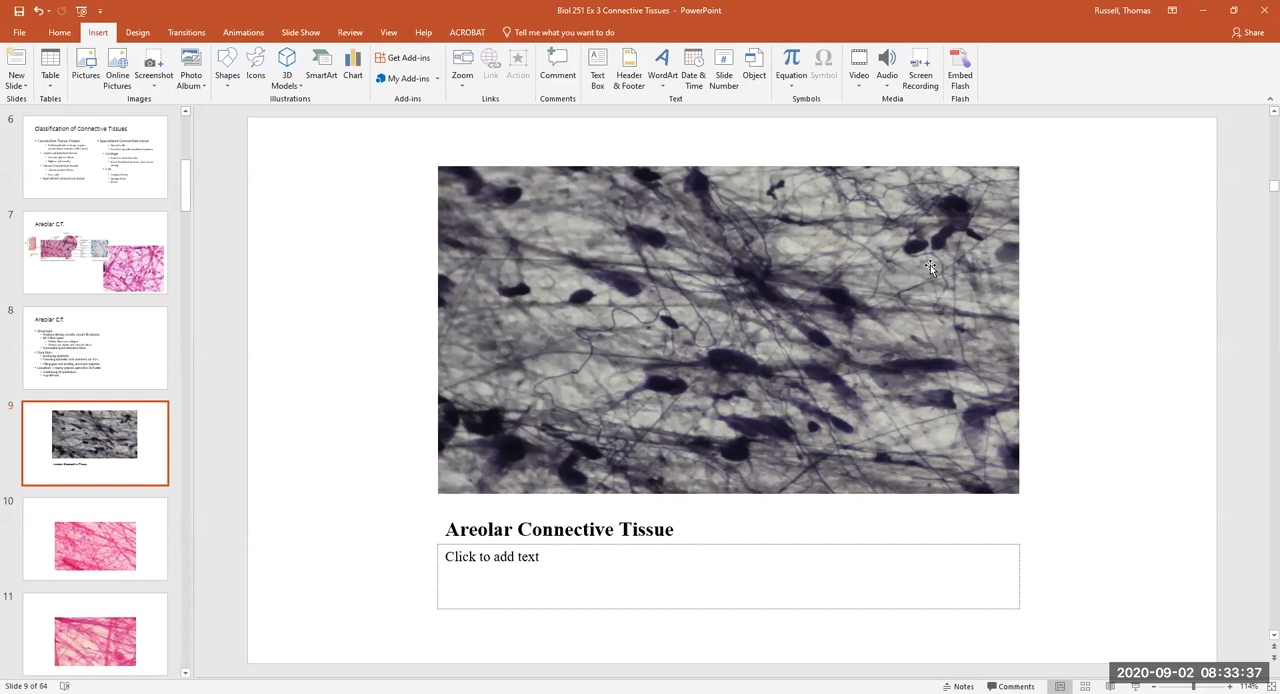 Biol 251 Ex 3 Connective Tissues - PowerPoint
Russell, Thomas
File Home Insert Design Transitions Animations Slide Show Review View Help ACROBAT Tell me what you want to do Share
New Slide
Table
Pictures
Online Pictures
Screenshot
Photo Album
Shapes
Icons
3D Models
SmartArt
Chart
Get Add-ins
My Add-ins
Zoom
Link
Action
Comment
Text Box
Header & Footer
WordArt
Date & Time
Slide Number
Object
Equation
Symbol
Video
Audio
Screen Recording
Embed Flash
Slides Tables Images Illustrations Add-ins Links Comments Text Symbols Media Flash
6
Classification of Connective Tissues
7
Areolar C.T.
8
Areolar C.T.
9
Areolar Connective Tissue
10
11
Areolar Connective Tissue
Click to add text
2020-09-02 08:33:37
Slide 9 of 64 Notes Comments 114%